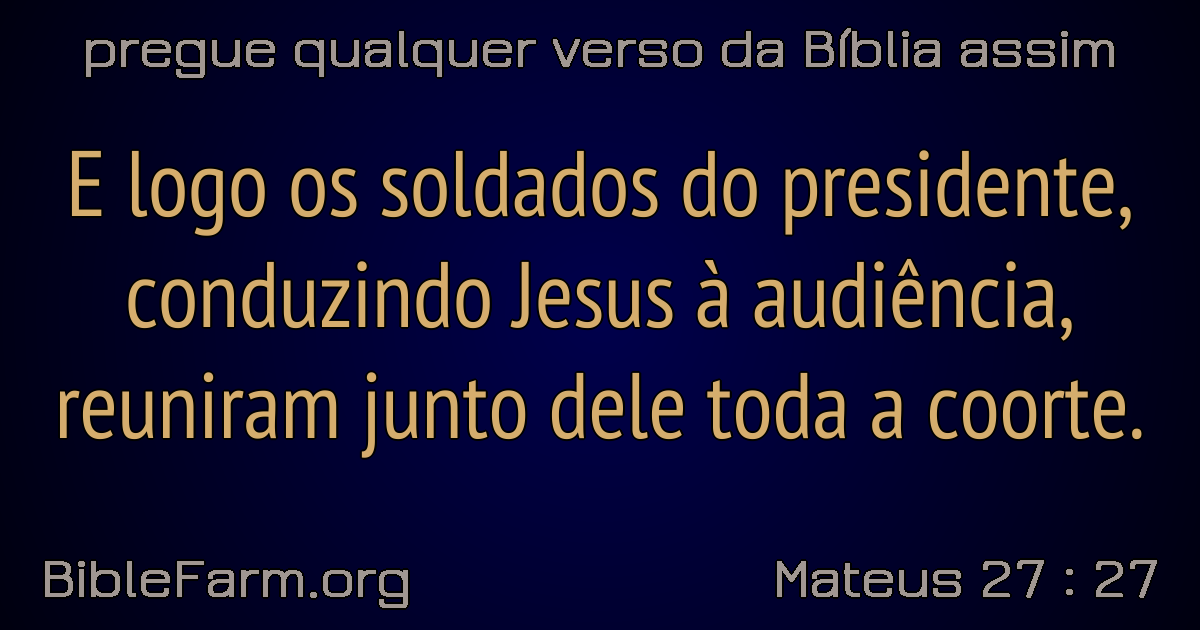 pregue qualquer verso da Bíblia assim
E logo os soldados do presidente,
conduzindo Jesus à audiência,
reuniram junto dele toda a coorte.
BibleFarm.org
Mateus 27 : 27